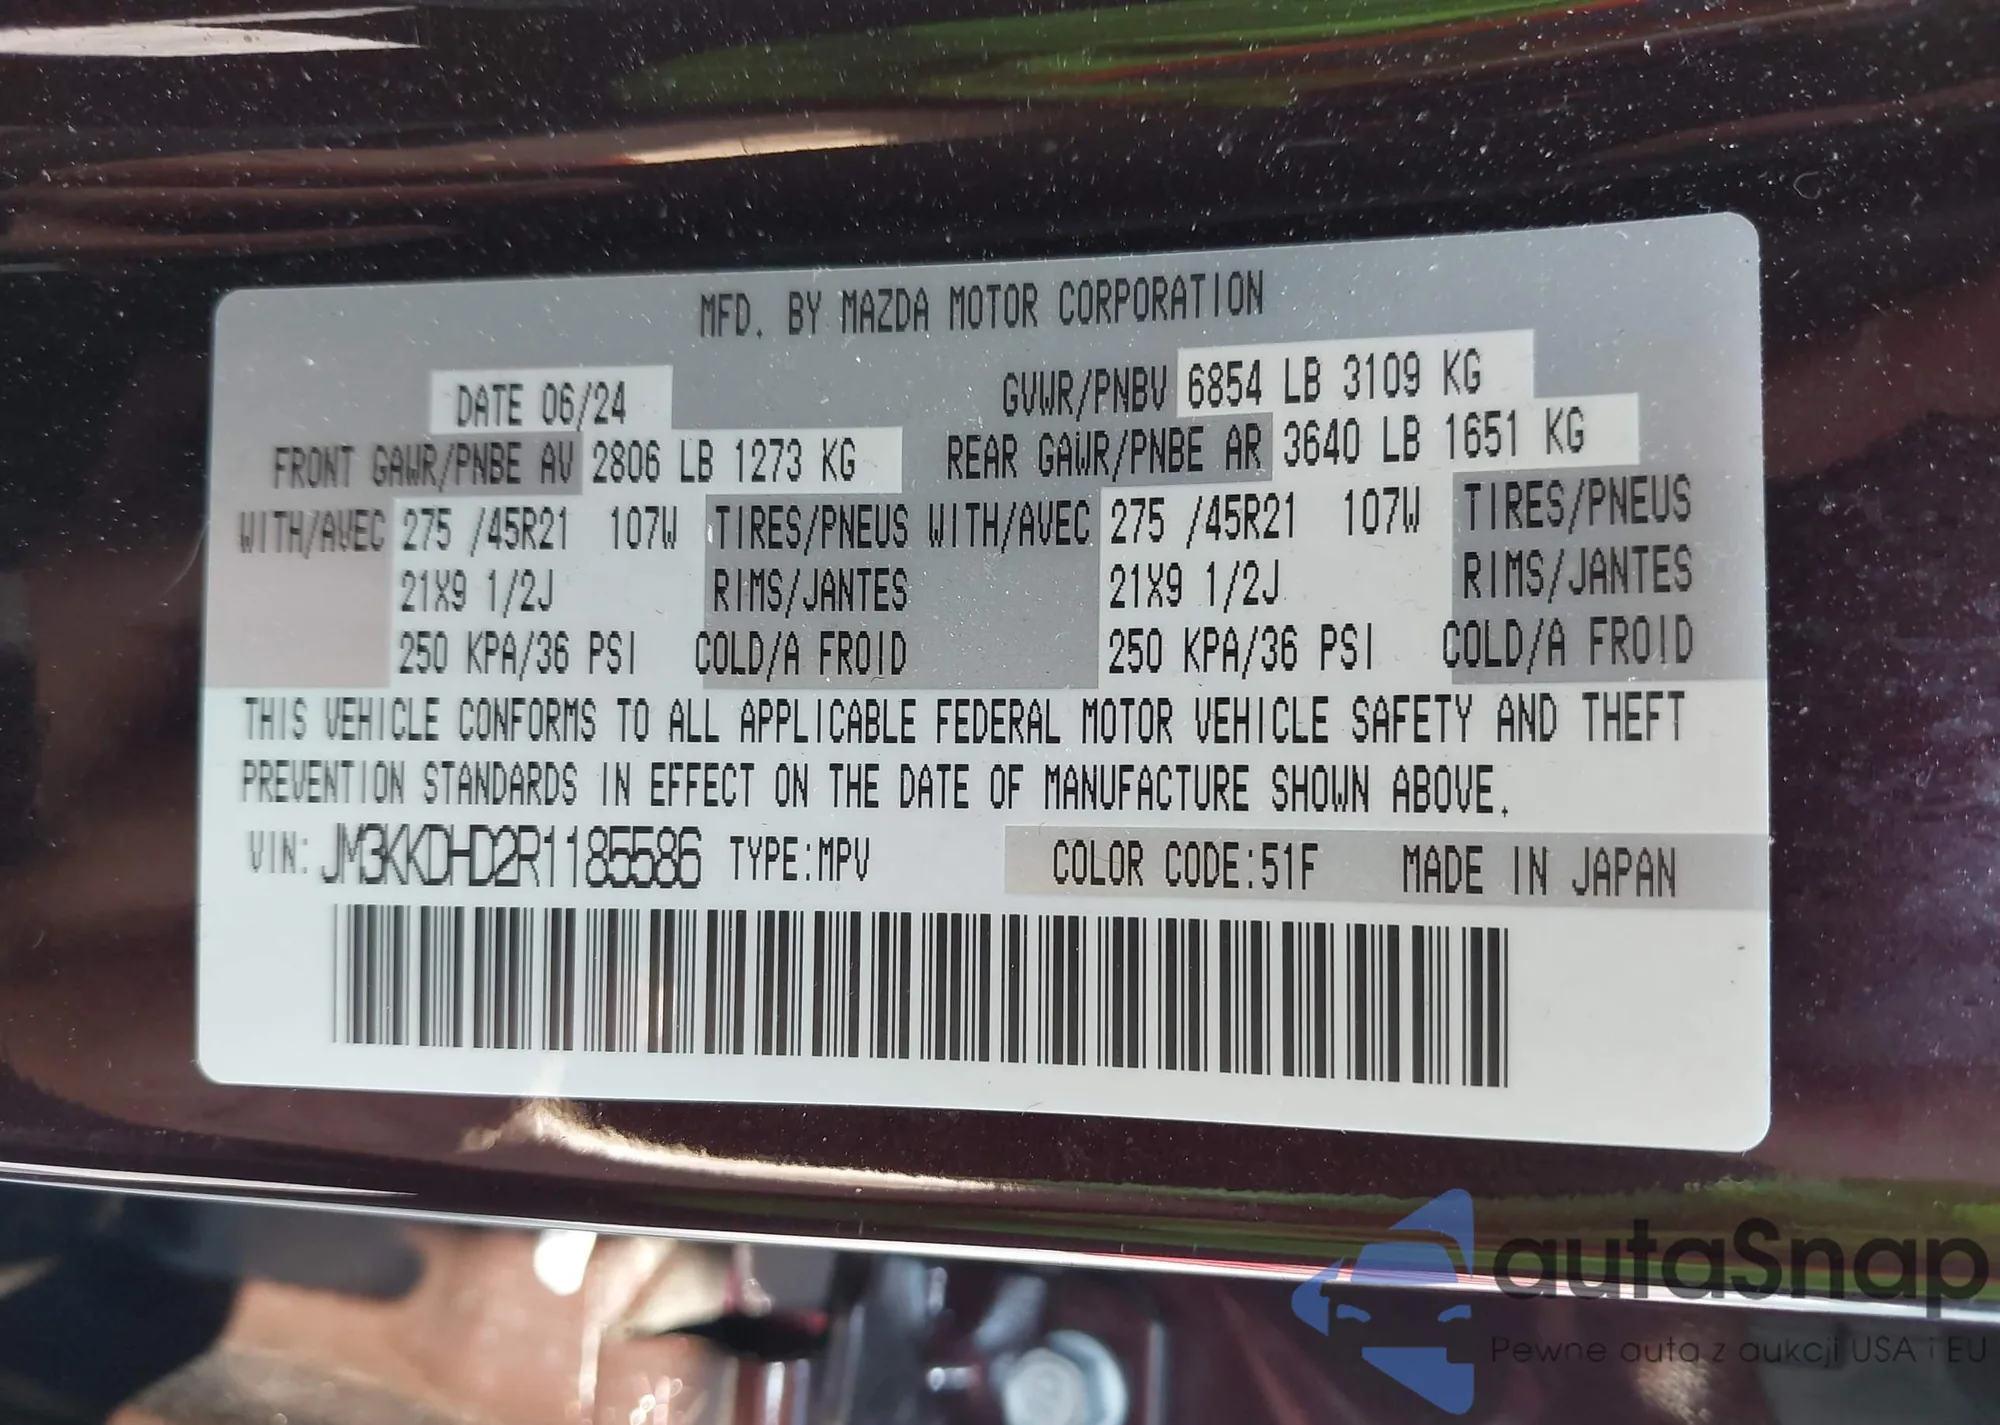 MFD. BY MAZDA MOTOR CORPORATION
DATE 06/24 GVWR/PNBV 6854 LB 3109 KG
FRONT GAWR/PNBE AV 2806 LB 1273 KG REAR GAWR/PNBE AR 3640 LB 1651 KG
WITH/AVEC 275 /45R21 107W TIRES/PNEUS WITH/AVEC 275 /45R21 107W TIRES/PNEUS
21X9 1/2J RIMS/JANTES 21X9 1/2J RIMS/JANTES
250 KPA/36 PSI COLD/A FROID 250 KPA/36 PSI COLD/A FROID
THIS VEHICLE CONFORMS TO ALL APPLICABLE FEDERAL MOTOR VEHICLE SAFETY AND THEFT
PREVENTION STANDARDS IN EFFECT ON THE DATE OF MANUFACTURE SHOWN ABOVE.
VIN: JM3KKDHD2R1185586 TYPE:MPV COLOR CODE:51F MADE IN JAPAN
autaSnap
Pewne auta z aukcji USA i EU